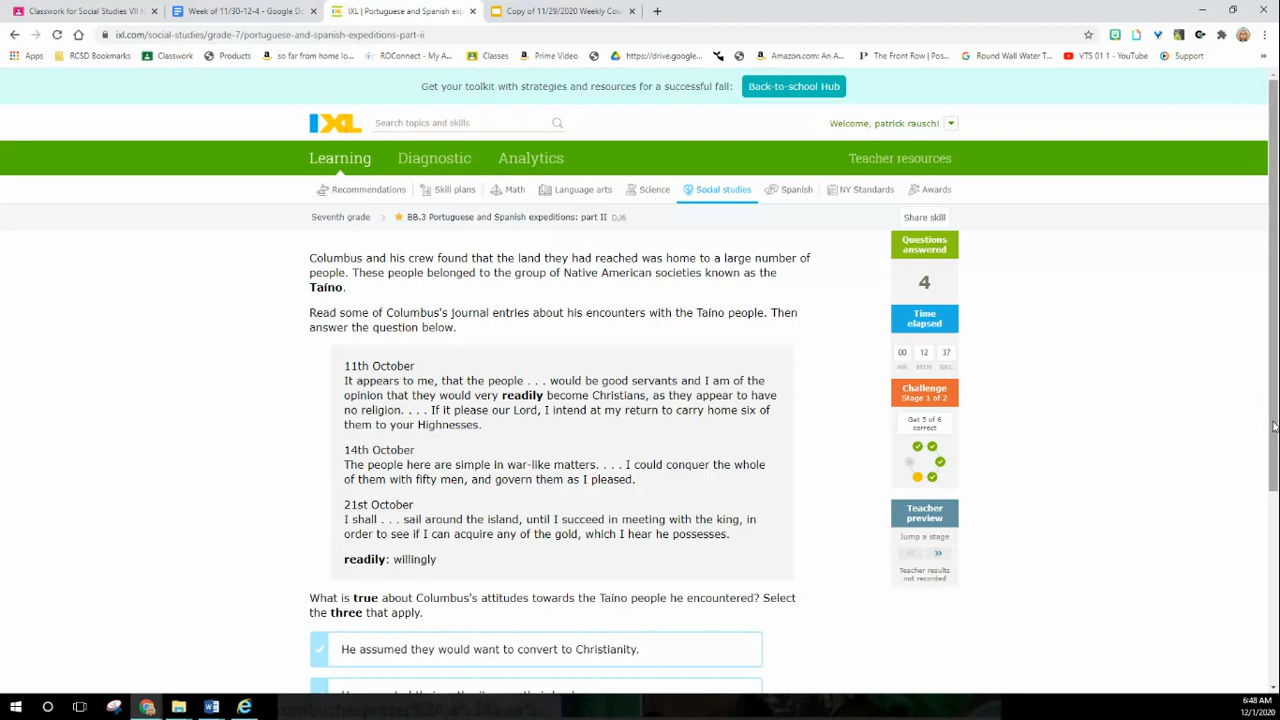 Classwork for Social Studies VII H
Week of 11/30-12-4 - Google D
IXL | Portuguese and Spanish exp
Copy of 11/29/2020 Weekly Cou
ixl.com/social-studies/grade-7/portuguese-and-spanish-expeditions-part-ii
Apps RCSD Bookmarks Classwork Products so far from home lo... ROConnect - My A... Classes Prime Video https://drive.google... Amazon.com: An A... The Front Row | Pos... Round Wall Water T... VTS 01 1 - YouTube Support
Get your toolkit with strategies and resources for a successful fall: Back-to-school Hub
IXL Search topics and skills Welcome, patrick rausch!
Learning Diagnostic Analytics Teacher resources
Recommendations Skill plans Math Language arts Science Social studies Spanish NY Standards Awards
Seventh grade > BB.3 Portuguese and Spanish expeditions: part II DJ6 Share skill
Columbus and his crew found that the land they had reached was home to a large number of
people. These people belonged to the group of Native American societies known as the
Taíno.
Read some of Columbus's journal entries about his encounters with the Taíno people. Then
answer the question below.
11th October
It appears to me, that the people . . . would be good servants and I am of the
opinion that they would very readily become Christians, as they appear to have
no religion. . . . If it please our Lord, I intend at my return to carry home six of
them to your Highnesses.
14th October
The people here are simple in war-like matters. . . . I could conquer the whole
of them with fifty men, and govern them as I pleased.
21st October
I shall . . . sail around the island, until I succeed in meeting with the king, in
order to see if I can acquire any of the gold, which I hear he possesses.
readily: willingly
What is true about Columbus's attitudes towards the Taíno people he encountered? Select
the three that apply.
He assumed they would want to convert to Christianity.
Questions
answered
4
Time
elapsed
00 12 37
HR MIN SEC
Challenge
Stage 1 of 2
Get 5 of 6
correct
Teacher
preview
Jump a stage
Teacher results
not recorded
6:48 AM
12/1/2020